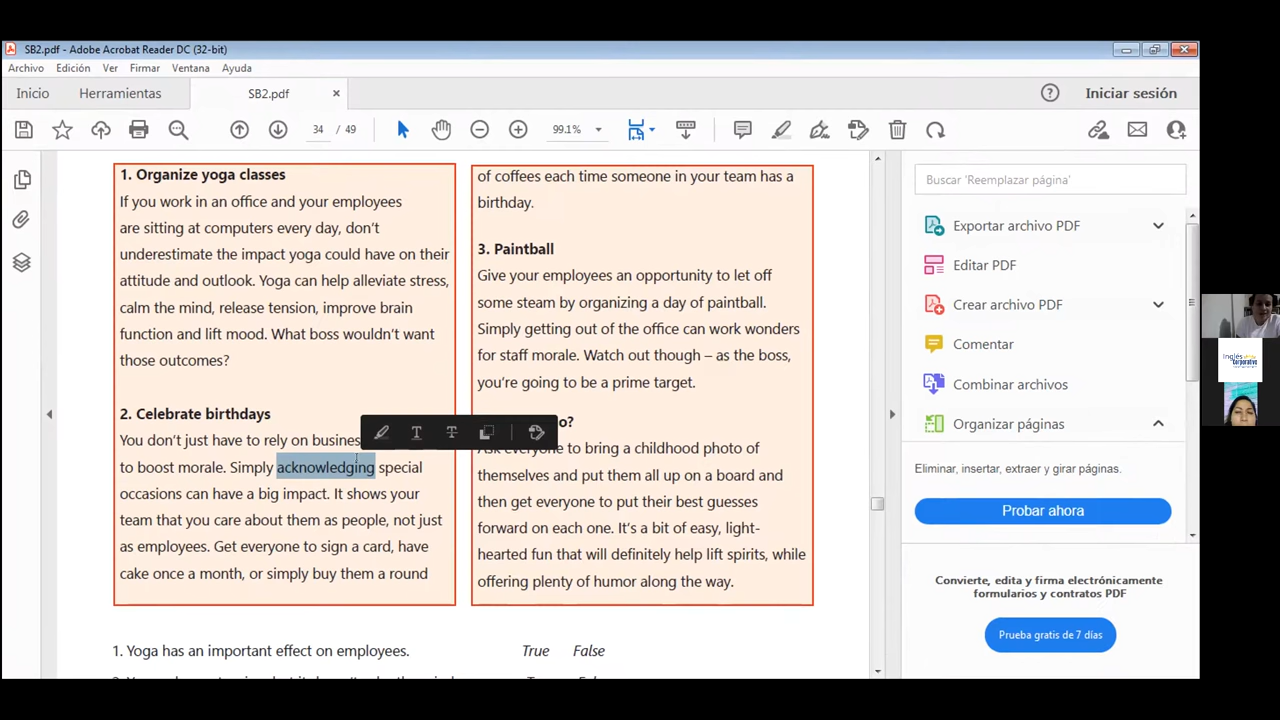 SB2.pdf - Adobe Acrobat Reader DC (32-bit)
Archivo Edición Ver Firmar Ventana Ayuda
Inicio Herramientas SB2.pdf × ? Iniciar sesión
34 / 49 99.1%
1. Organize yoga classes
If you work in an office and your employees
are sitting at computers every day, don't
underestimate the impact yoga could have on their
attitude and outlook. Yoga can help alleviate stress,
calm the mind, release tension, improve brain
function and lift mood. What boss wouldn't want
those outcomes?
2. Celebrate birthdays
You don't just have to rely on busines
to boost morale. Simply acknowledging special
occasions can have a big impact. It shows your
team that you care about them as people, not just
as employees. Get everyone to sign a card, have
cake once a month, or simply buy them a round
of coffees each time someone in your team has a
birthday.
3. Paintball
Give your employees an opportunity to let off
some steam by organizing a day of paintball.
Simply getting out of the office can work wonders
for staff morale. Watch out though – as the boss,
you're going to be a prime target.
o?
Ask everyone to bring a childhood photo of
themselves and put them all up on a board and
then get everyone to put their best guesses
forward on each one. It's a bit of easy, light-
hearted fun that will definitely help lift spirits, while
offering plenty of humor along the way.
1. Yoga has an important effect on employees. True False
Buscar 'Reemplazar página'
Exportar archivo PDF
Editar PDF
Crear archivo PDF
Comentar
Combinar archivos
Organizar páginas
Eliminar, insertar, extraer y girar páginas.
Probar ahora
Convierte, edita y firma electrónicamente
formularios y contratos PDF
Prueba gratis de 7 días
Inglés
Corporativo